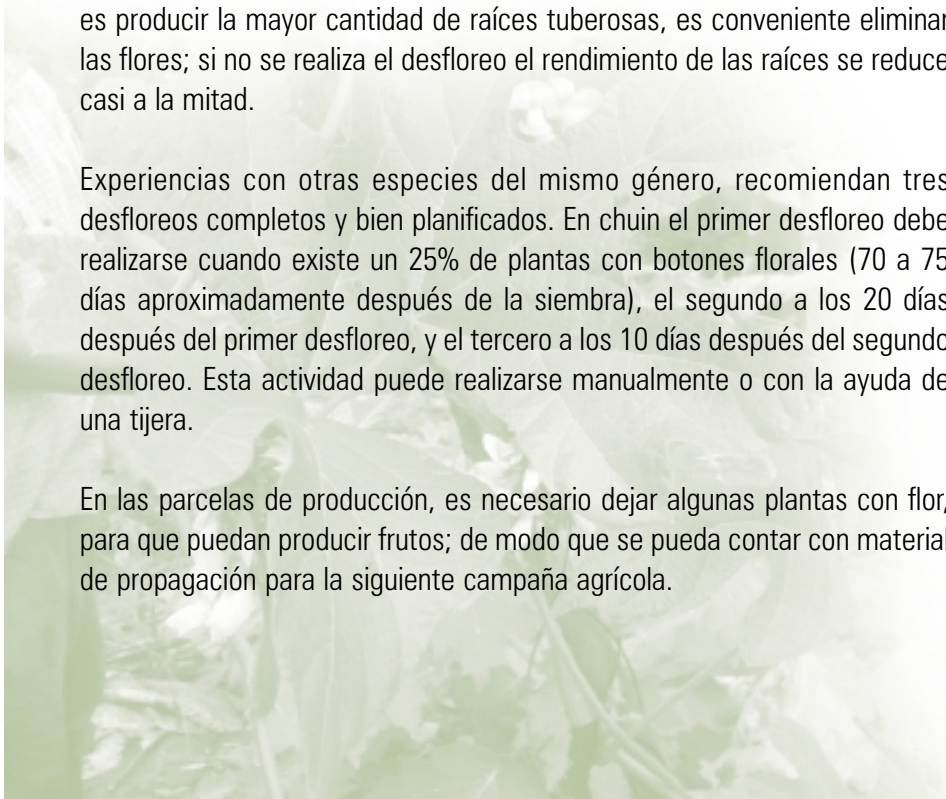 es producir la mayor cantidad de raíces tuberosas, es conveniente eliminar
las flores; si no se realiza el desfloreo el rendimiento de las raíces se reduce
casi a la mitad.
Experiencias con otras especies del mismo género, recomiendan tres
desfloreos completos y bien planificados. En chuin el primer desfloreo debe
realizarse cuando existe un 25% de plantas con botones florales (70 a 75
días aproximadamente después de la siembra), el segundo a los 20 días
después del primer desfloreo, y el tercero a los 10 días después del segundo
desfloreo. Esta actividad puede realizarse manualmente o con la ayuda de
una tijera.
En las parcelas de producción, es necesario dejar algunas plantas con flor,
para que puedan producir frutos; de modo que se pueda contar con material
de propagación para la siguiente campaña agrícola.